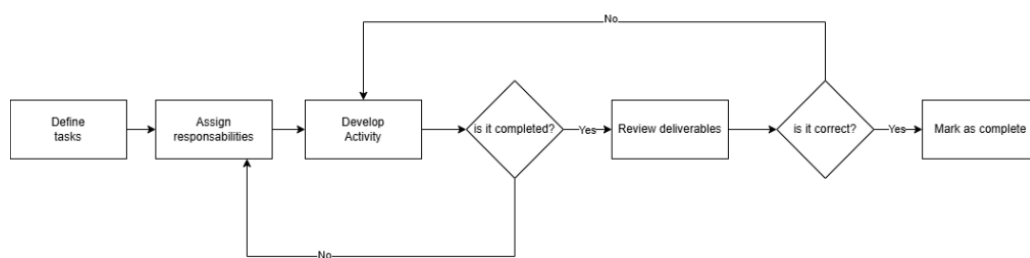 No
Define
tasks
Assign
responsabilities
Develop
Activity
is it completed?
Yes
Review deliverables
is it correct?
Yes
Mark as complete
No